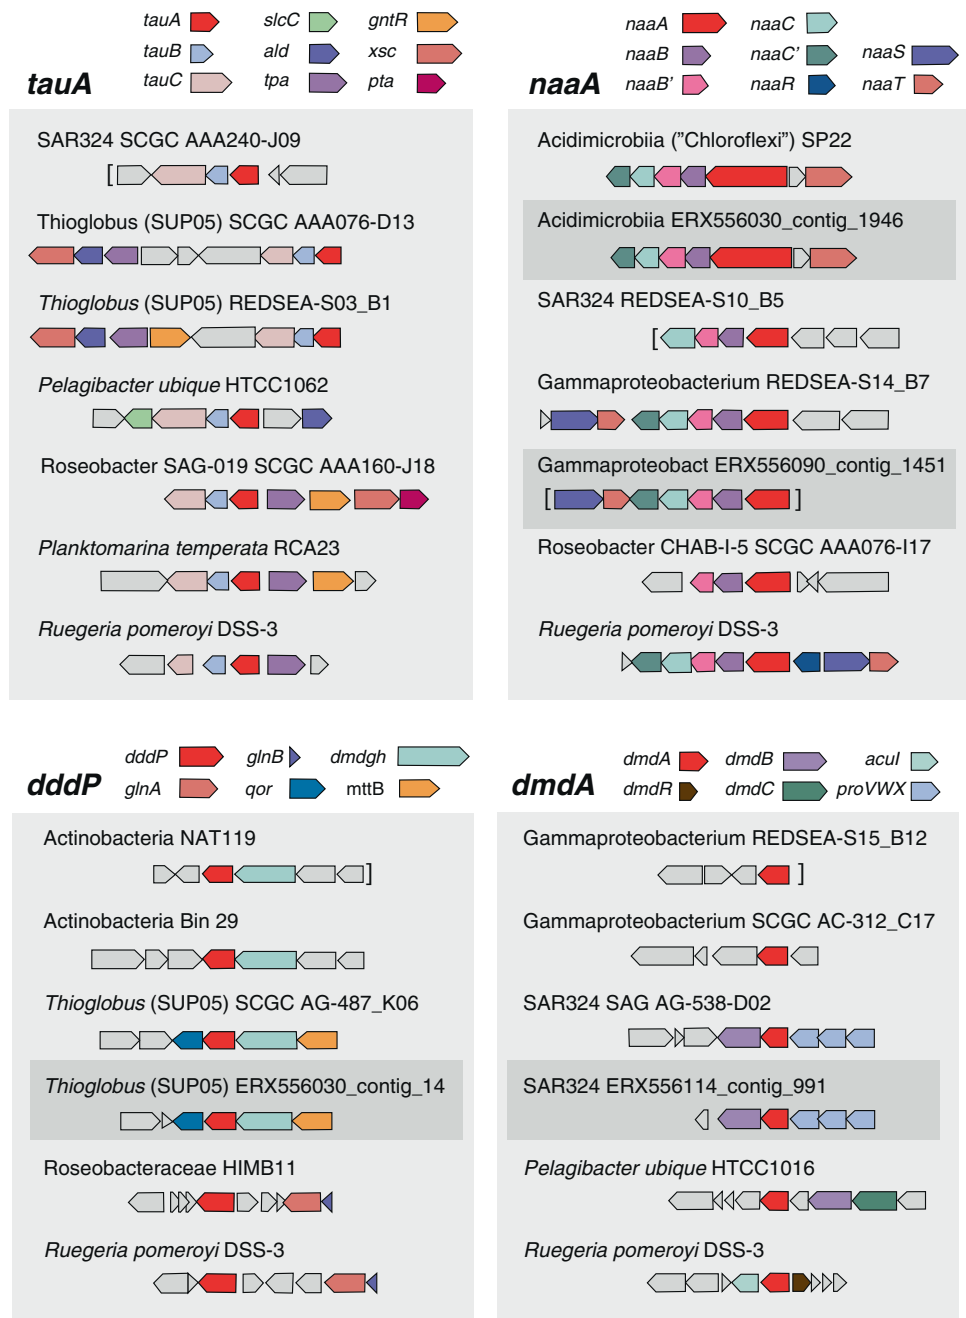 tauA slcC gntR
tauB ald xsc
tauC tpa pta
tauA
SAR324 SCGC AAA240-J09
[
Thioglobus (SUP05) SCGC AAA076-D13
Thioglobus (SUP05) REDSEA-S03_B1
Pelagibacter ubique HTCC1062
Roseobacter SAG-019 SCGC AAA160-J18
Planktomarina temperata RCA23
Ruegeria pomeroyi DSS-3
naaA naaC
naaB naaC' naaS
naaB' naaR naaT
naaA
Acidimicrobiia ("Chloroflexi") SP22
Acidimicrobiia ERX556030_contig_1946
SAR324 REDSEA-S10_B5
[
Gammaproteobacterium REDSEA-S14_B7
Gammaproteobact ERX556090_contig_1451
[ ]
Roseobacter CHAB-I-5 SCGC AAA076-I17
Ruegeria pomeroyi DSS-3
dddP glnB dmdgh
glnA qor mttB
dddP
Actinobacteria NAT119
]
Actinobacteria Bin 29
Thioglobus (SUP05) SCGC AG-487_K06
Thioglobus (SUP05) ERX556030_contig_14
Roseobacteraceae HIMB11
Ruegeria pomeroyi DSS-3
dmdA dmdB acuI
dmdR dmdC proVWX
dmdA
Gammaproteobacterium REDSEA-S15_B12
]
Gammaproteobacterium SCGC AC-312_C17
SAR324 SAG AG-538-D02
SAR324 ERX556114_contig_991
Pelagibacter ubique HTCC1016
Ruegeria pomeroyi DSS-3